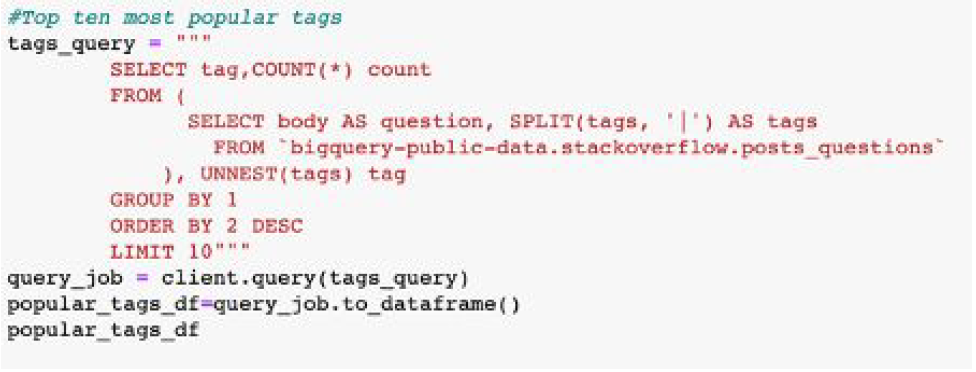 #Top ten most popular tags
tags_query = """
SELECT tag,COUNT(*) count
FROM (
SELECT body AS question, SPLIT(tags, '|') AS tags
FROM `bigquery-public-data.stackoverflow.posts_questions`
), UNNEST(tags) tag
GROUP BY 1
ORDER BY 2 DESC
LIMIT 10"""
query_job = client.query(tags_query)
popular_tags_df=query_job.to_dataframe()
popular_tags_df